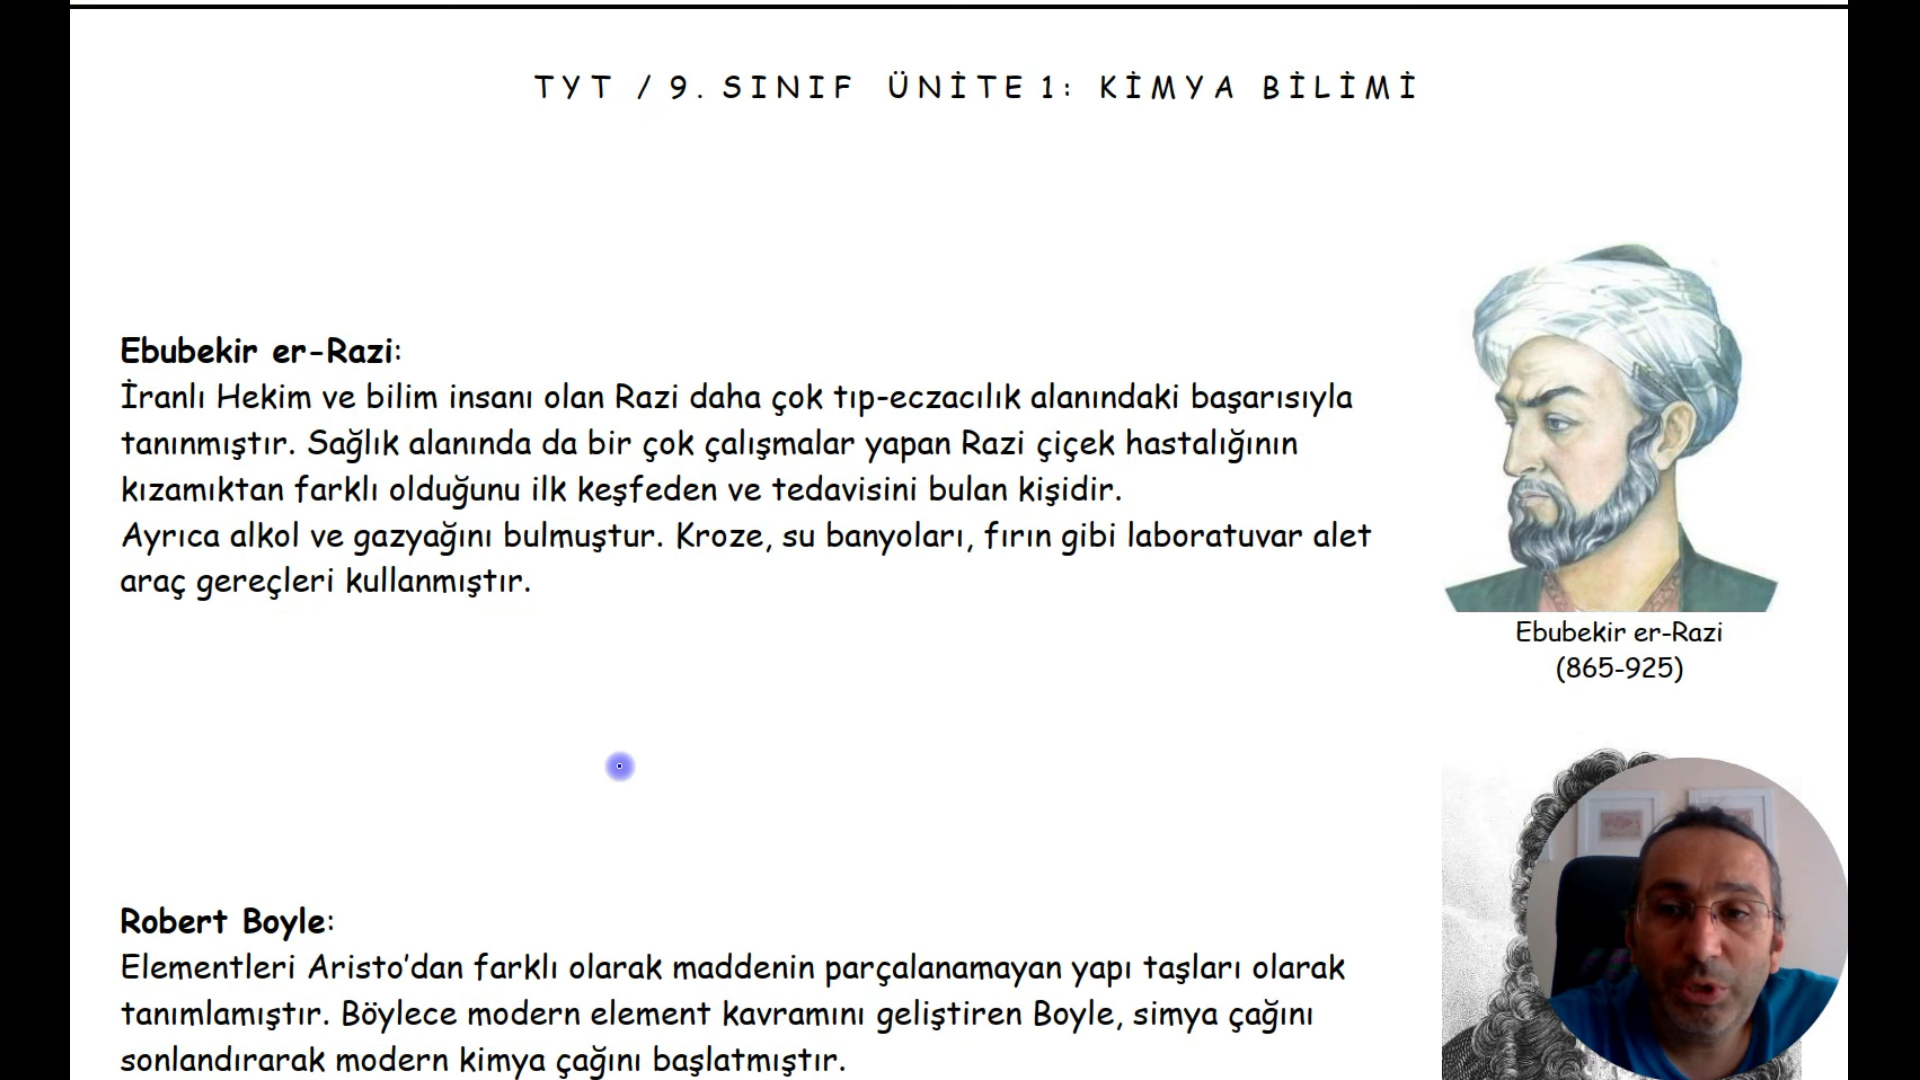 TYT / 9. SINIF ÜNİTE 1: KİMYA BİLİMİ
Ebubekir er-Razi:
İranlı Hekim ve bilim insanı olan Razi daha çok tıp-eczacılık alanındaki başarısıyla
tanınmıştır. Sağlık alanında da bir çok çalışmalar yapan Razi çiçek hastalığının
kızamıktan farklı olduğunu ilk keşfeden ve tedavisini bulan kişidir.
Ayrıca alkol ve gazyağını bulmuştur. Kroze, su banyoları, fırın gibi laboratuvar alet
araç gereçleri kullanmıştır.
Ebubekir er-Razi
(865-925)
Robert Boyle:
Elementleri Aristo'dan farklı olarak maddenin parçalanamayan yapı taşları olarak
tanımlamıştır. Böylece modern element kavramını geliştiren Boyle, simya çağını
sonlandırarak modern kimya çağını başlatmıştır.